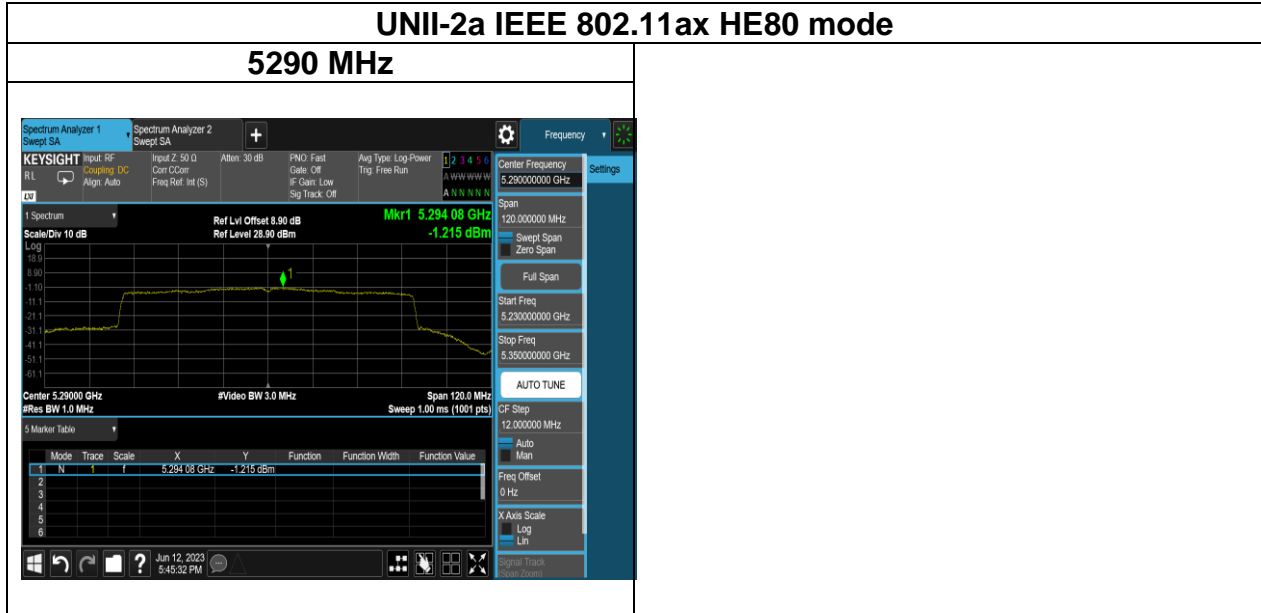 UNII-2a IEEE 802.11ax HE80 mode
5290 MHz
Spectrum Analyzer 1
Swept SA
Spectrum Analyzer 2
Swept SA
+
Frequency
KEYSIGHT
RL
LXI
Input: RF
Coupling: DC
Align: Auto
Input Z: 50 Ω
Corr CCorr
Freq Ref: Int (S)
Atten: 30 dB
PNO: Fast
Gate: Off
IF Gain: Low
Sig Track: Off
Avg Type: Log-Power
Trig: Free Run
1 2 3 4 5 6
A W W W W W
A N N N N N
1 Spectrum
Scale/Div 10 dB
Ref Lvl Offset 8.90 dB
Ref Level 28.90 dBm
Mkr1 5.294 08 GHz
-1.215 dBm
Log
18.9
8.90
-1.10
-11.1
-21.1
-31.1
-41.1
-51.1
-61.1
1
Center 5.29000 GHz
#Res BW 1.0 MHz
#Video BW 3.0 MHz
Span 120.0 MHz
Sweep 1.00 ms (1001 pts)
5 Marker Table
Mode Trace Scale X Y Function Function Width Function Value
1 N 1 f 5.294 08 GHz -1.215 dBm
2
3
4
5
6
Center Frequency
5.290000000 GHz
Settings
Span
120.000000 MHz
Swept Span
Zero Span
Full Span
Start Freq
5.230000000 GHz
Stop Freq
5.350000000 GHz
AUTO TUNE
CF Step
12.000000 MHz
Auto
Man
Freq Offset
0 Hz
X Axis Scale
Log
Lin
Signal Track
(Span Zoom)
?
Jun 12, 2023
5:45:32 PM